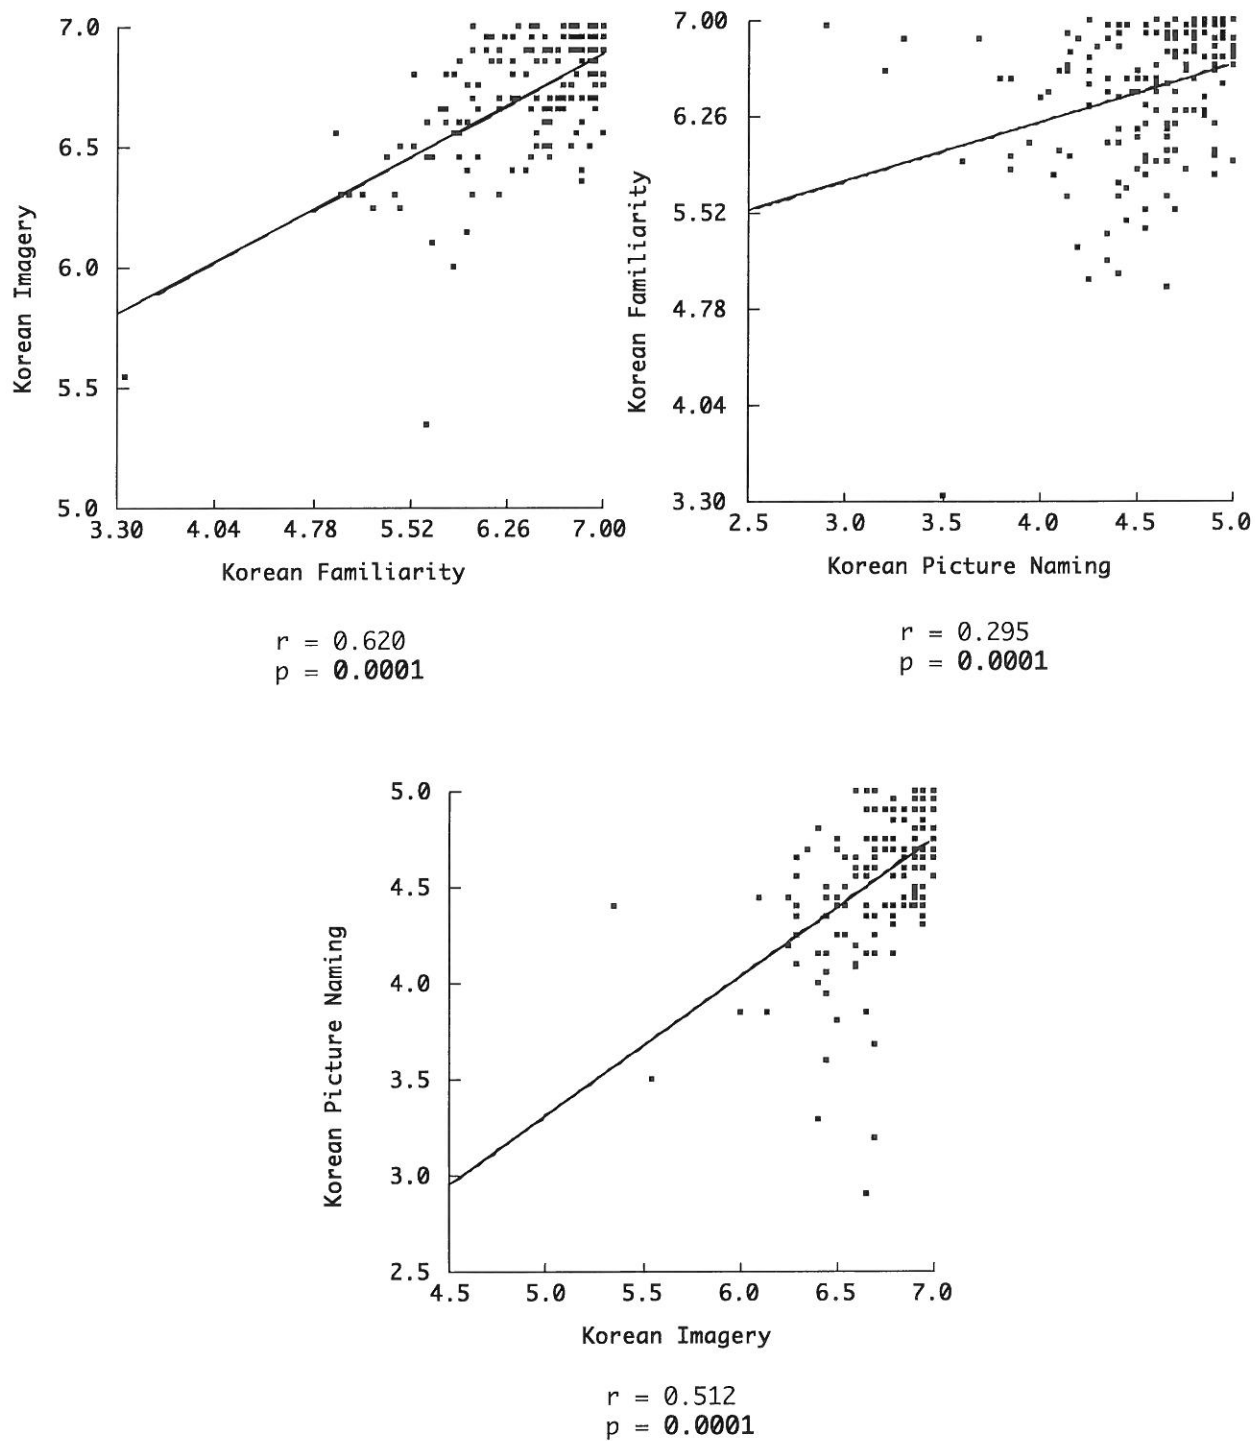 7.0
6.5
6.0
5.5
5.0
Korean Imagery
3.30 4.04 4.78 5.52 6.26 7.00
Korean Familiarity
r = 0.620
p = 0.0001
7.00
6.26
5.52
4.78
4.04
3.30
Korean Familiarity
2.5 3.0 3.5 4.0 4.5 5.0
Korean Picture Naming
r = 0.295
p = 0.0001
5.0
4.5
4.0
3.5
3.0
2.5
Korean Picture Naming
4.5 5.0 5.5 6.0 6.5 7.0
Korean Imagery
r = 0.512
p = 0.0001